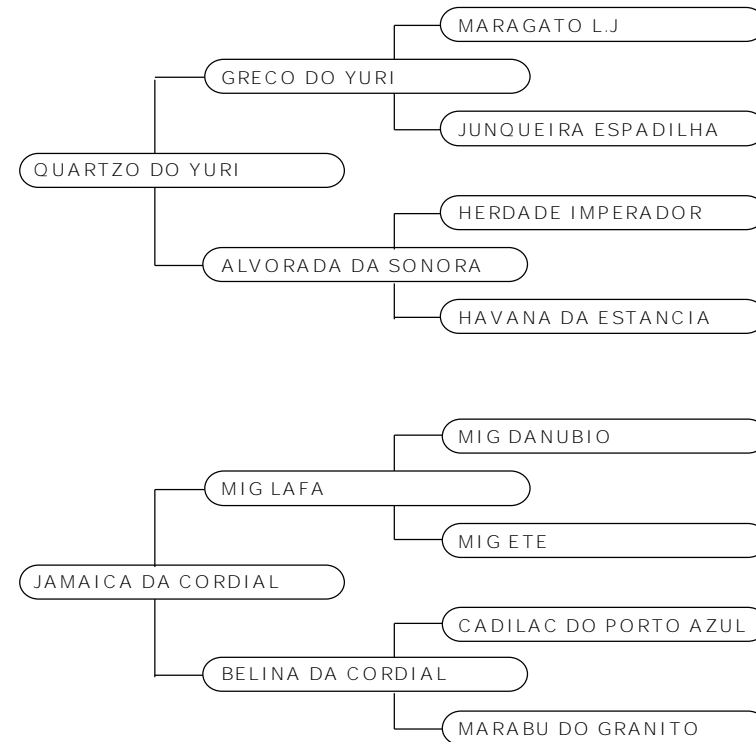 MARAGATO L.J
GRECO DO YURI
JUNQUEIRA ESPADILHA
QUARTZO DO YURI
HERDADE IMPERADOR
ALVORADA DA SONORA
HAVANA DA ESTANCIA
MIG DANUBIO
MIG LAFA
MIG ETE
JAMAICA DA CORDIAL
CADILAC DO PORTO AZUL
BELINA DA CORDIAL
MARABU DO GRANITO